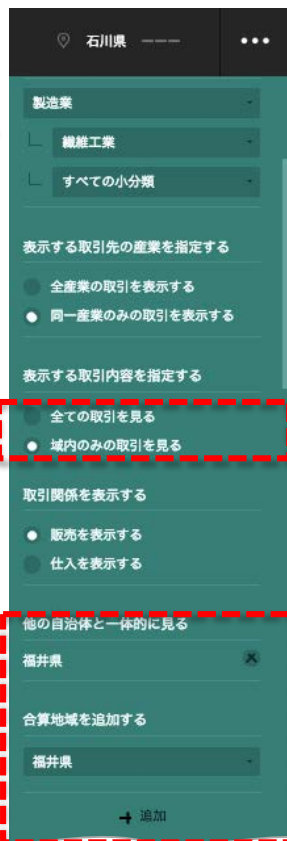 石川県 ーーー
製造業
繊維工業
すべての小分類
表示する取引先の産業を指定する
全産業の取引を表示する
同一産業のみの取引を表示する
表示する取引内容を指定する
全ての取引を見る
域内のみの取引を見る
取引関係を表示する
販売を表示する
仕入を表示する
他の自治体と一体的に見る
福井県
合算地域を追加する
福井県
追加